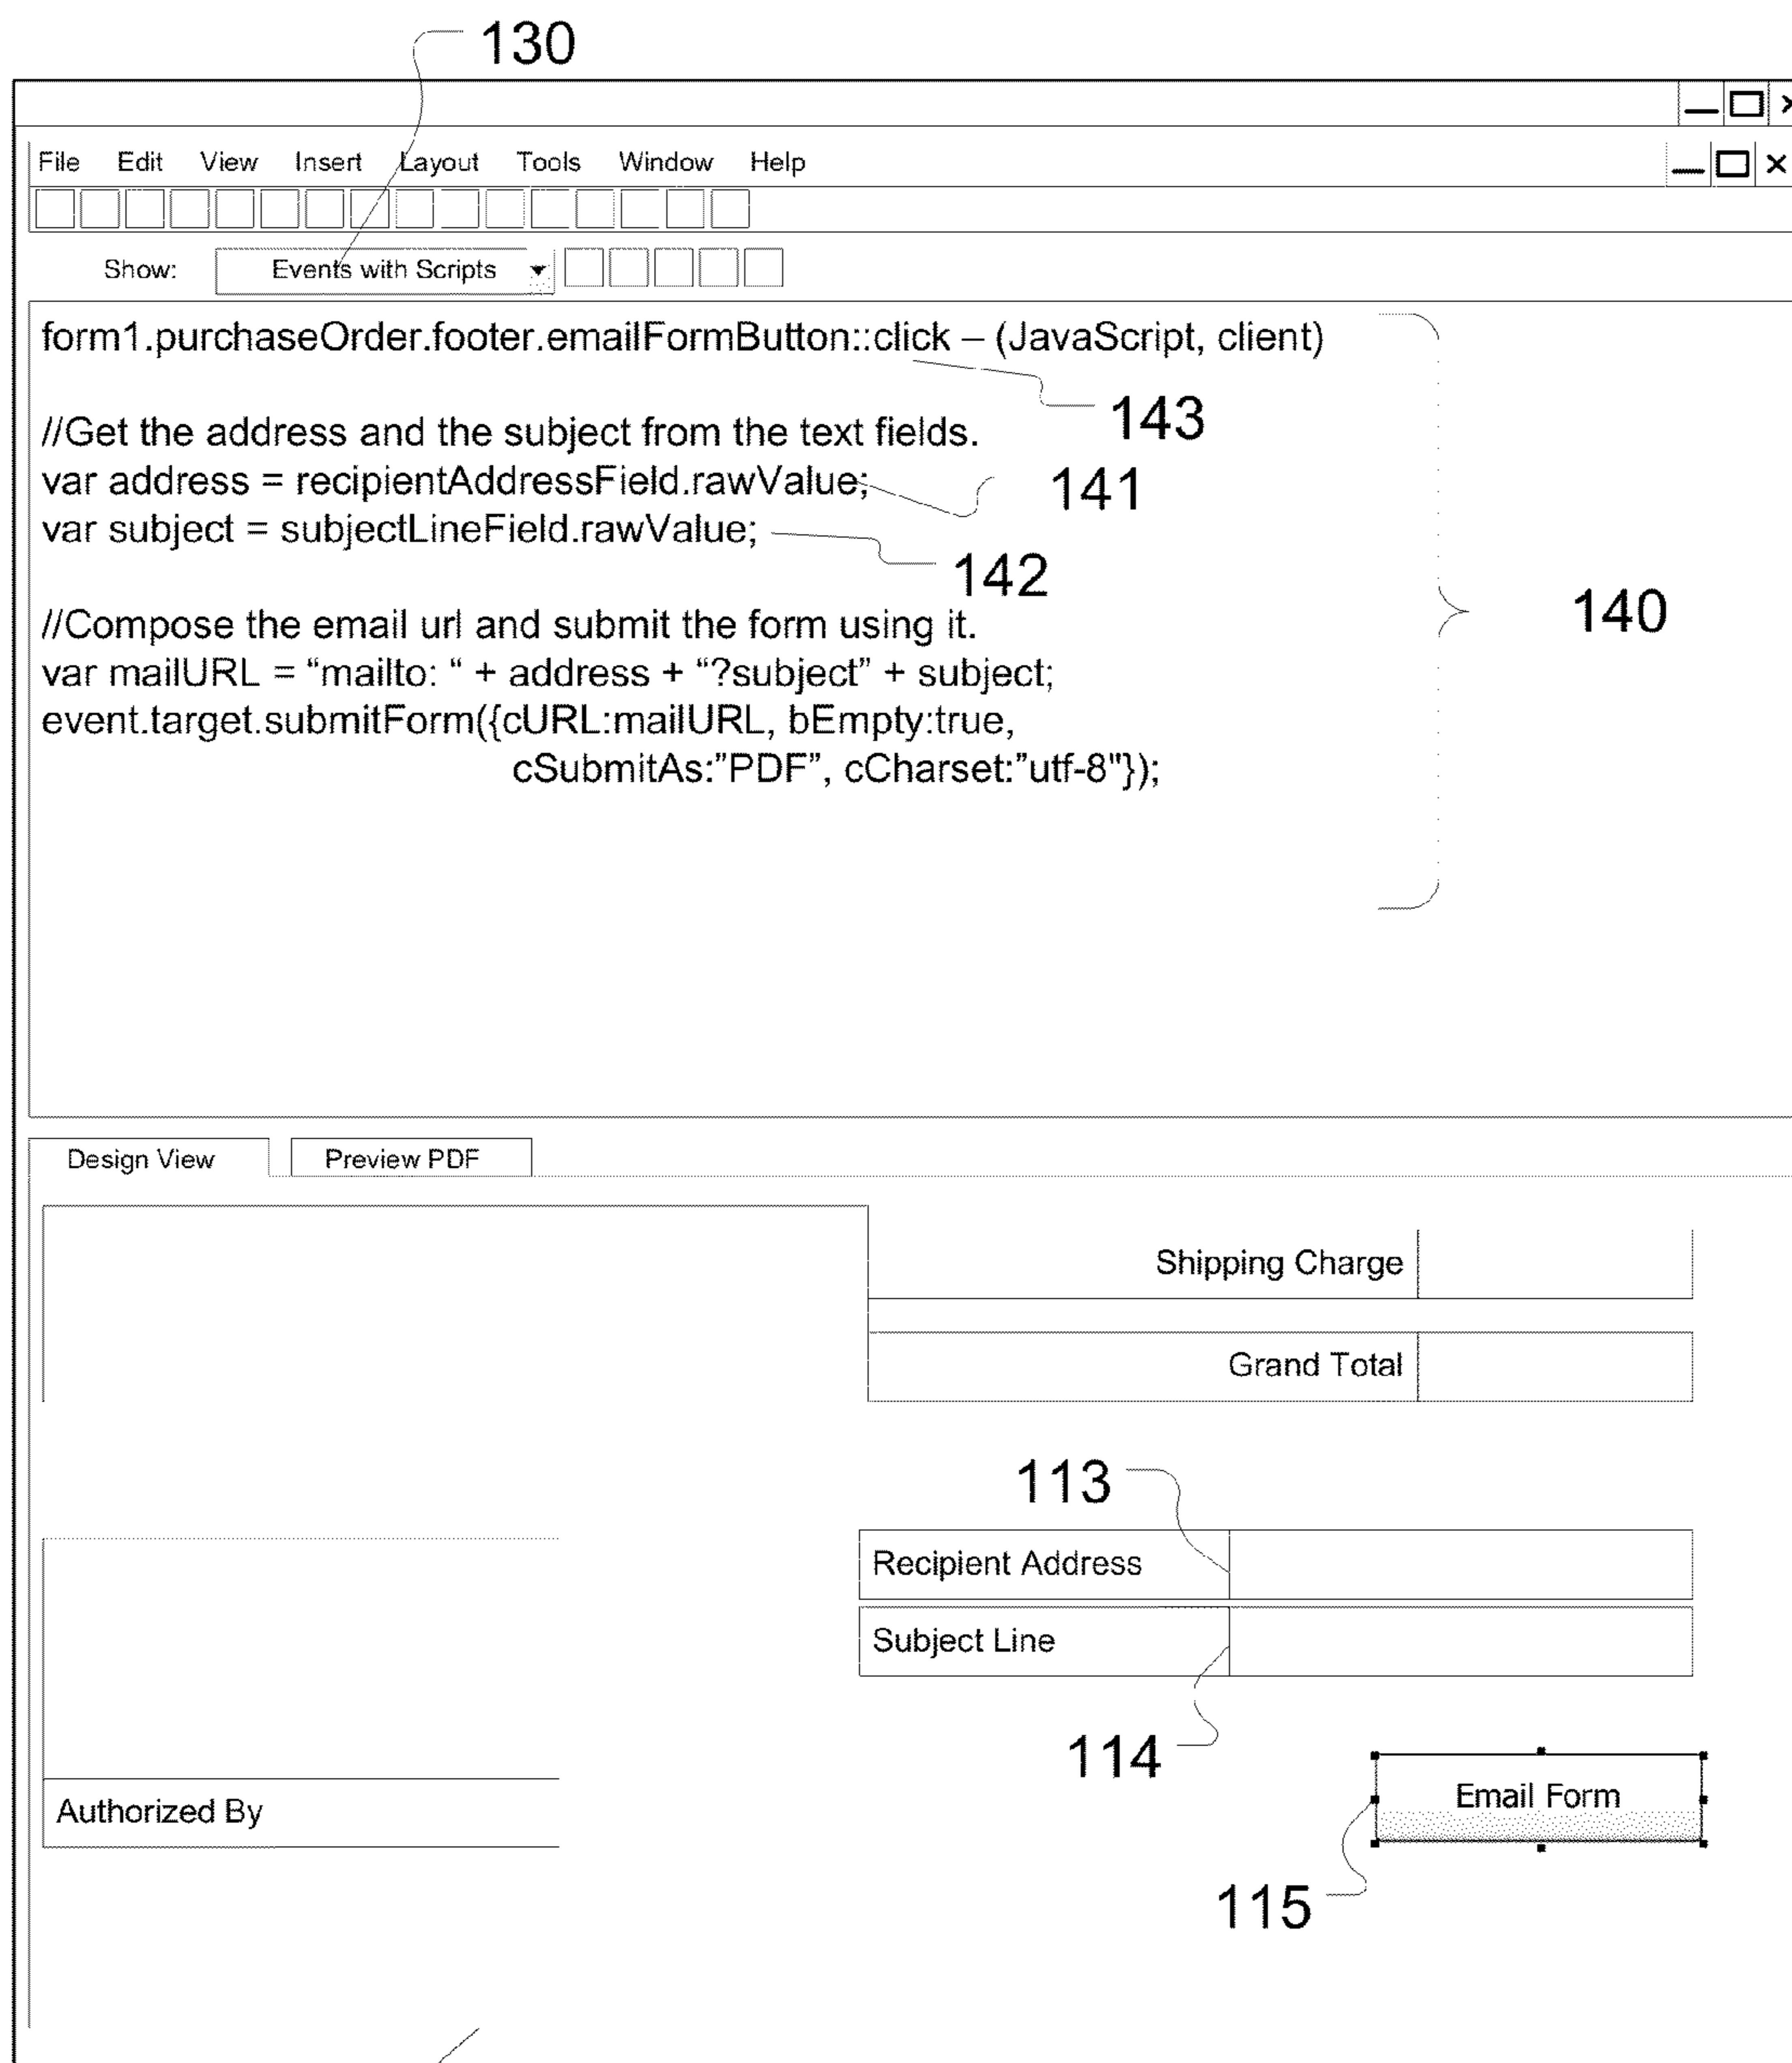 130
File Edit View Insert Layout Tools Window Help
Show: Events with Scripts
form1.purchaseOrder.footer.emailFormButton::click – (JavaScript, client)
143
//Get the address and the subject from the text fields.
var address = recipientAddressField.rawValue;
141
var subject = subjectLineField.rawValue;
142
140
//Compose the email url and submit the form using it.
var mailURL = “mailto: “ + address + “?subject” + subject;
event.target.submitForm({cURL:mailURL, bEmpty:true,
cSubmitAs:”PDF”, cCharset:”utf-8"});
Design View Preview PDF
Shipping Charge
Grand Total
113
Recipient Address
Subject Line
114
Email Form
Authorized By
115